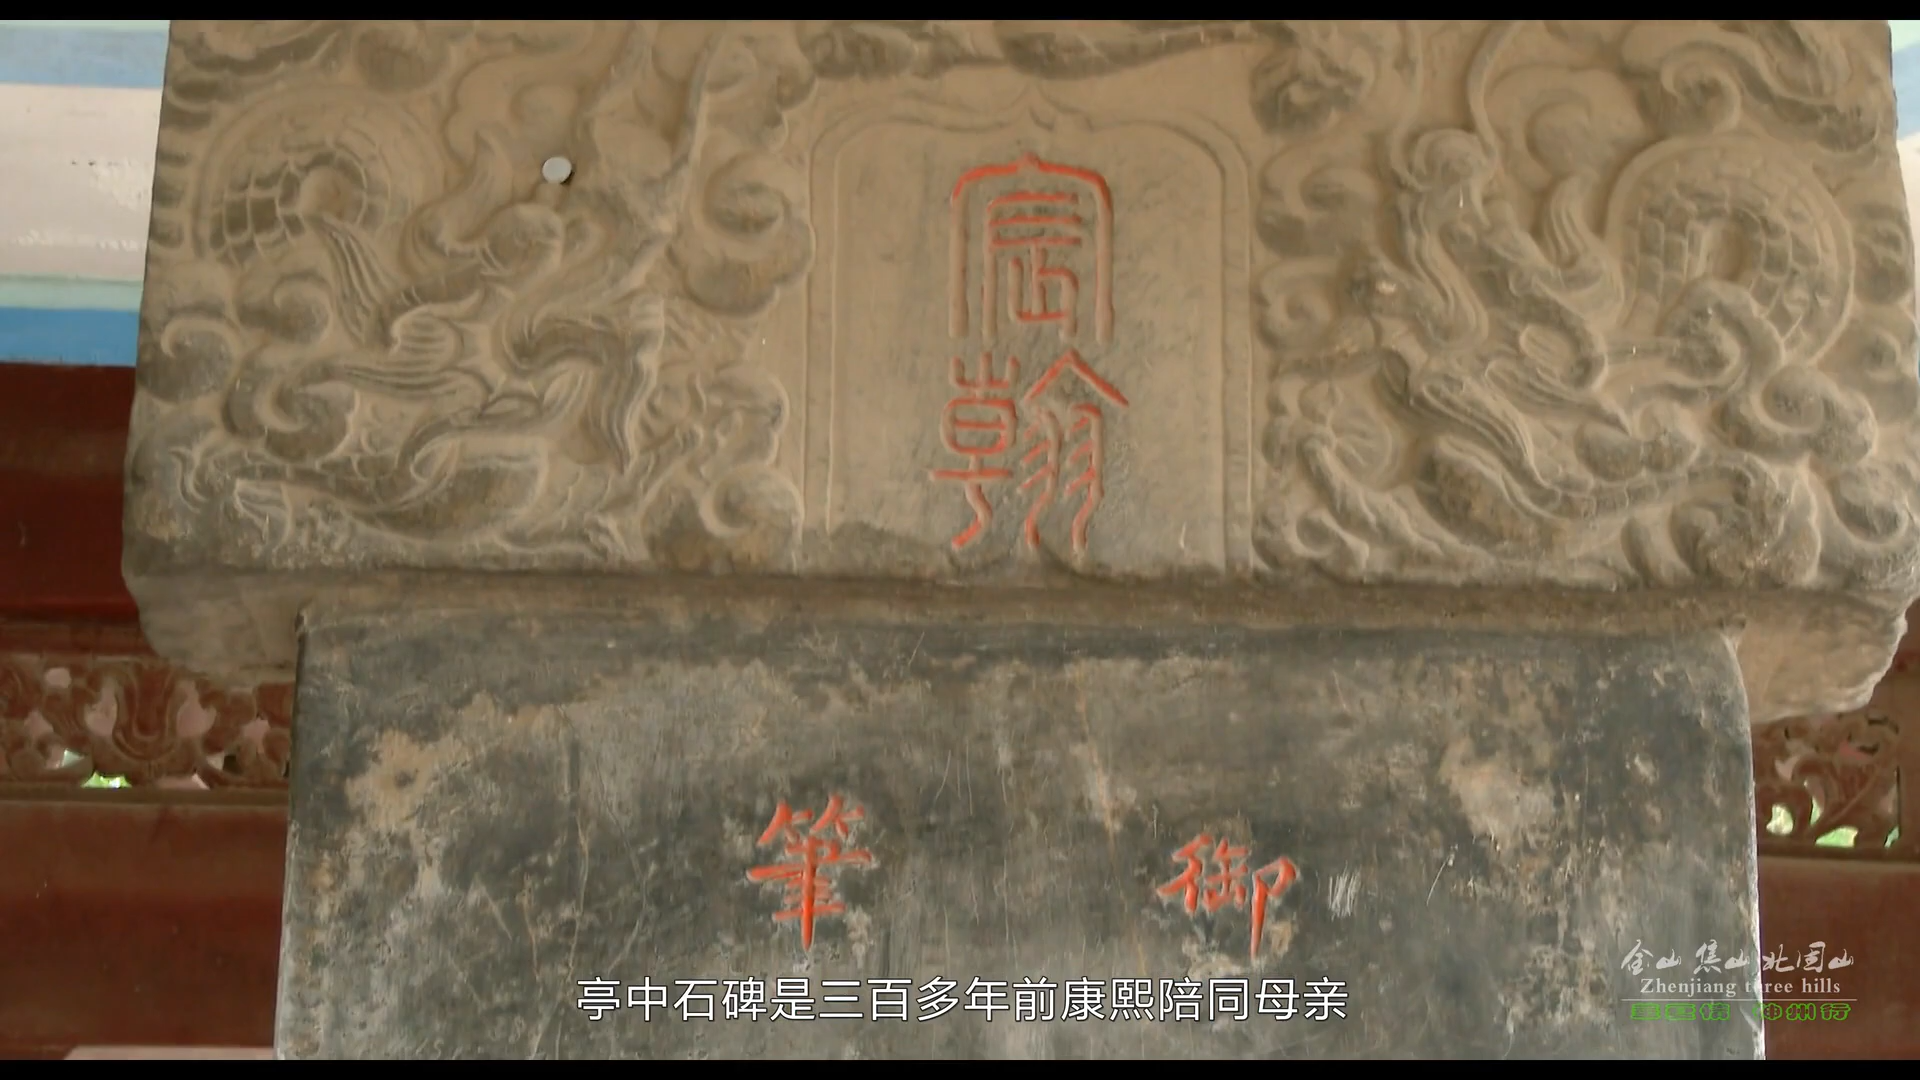 宸翰
御筆
亭中石碑是三百多年前康熙陪同母亲
金山 焦山 北固山
Zhenjiang three hills